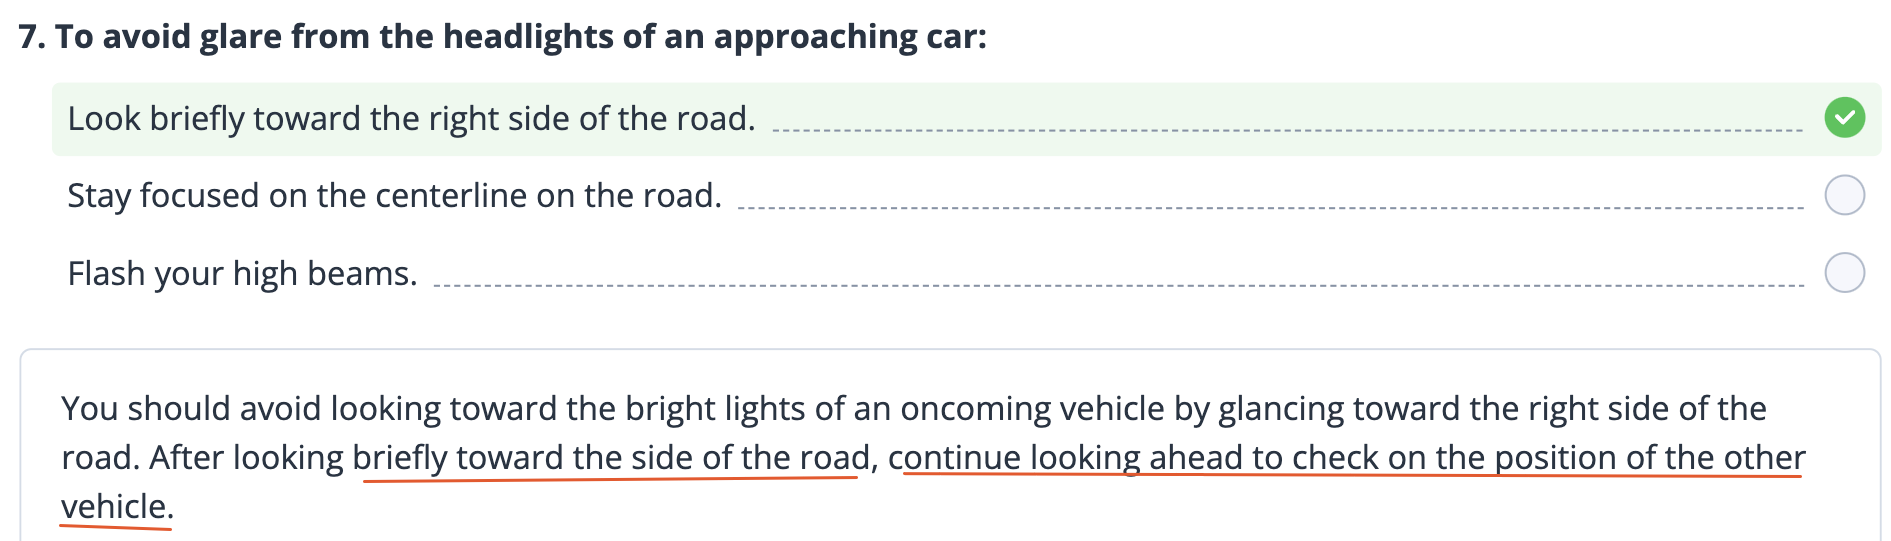 7. To avoid glare from the headlights of an approaching car:
Look briefly toward the right side of the road.
Stay focused on the centerline on the road.
Flash your high beams.
You should avoid looking toward the bright lights of an oncoming vehicle by glancing toward the right side of the
road. After looking briefly toward the side of the road, continue looking ahead to check on the position of the other
vehicle.